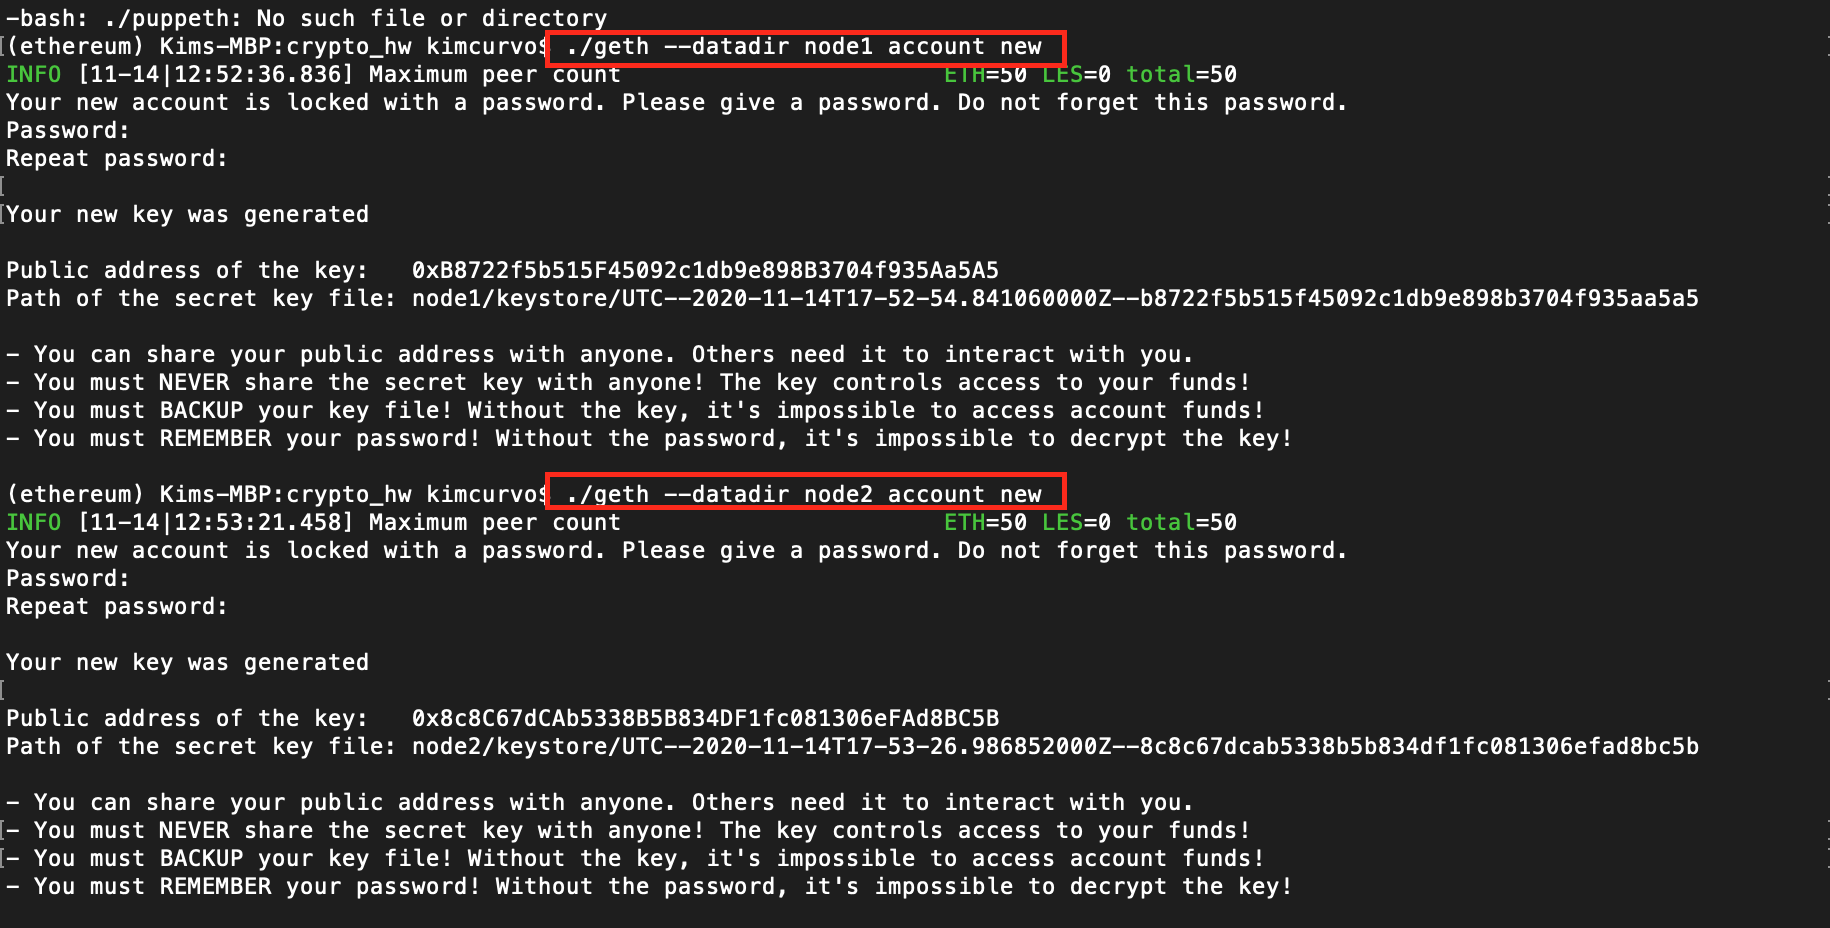 -bash: ./puppeth: No such file or directory
(ethereum) Kims-MBP:crypto_hw kimcurvo$ ./geth --datadir node1 account new
INFO [11-14|12:52:36.836] Maximum peer count                       ETH=50 LES=0 total=50
Your new account is locked with a password. Please give a password. Do not forget this password.
Password:
Repeat password:
[
[Your new key was generated
Public address of the key:   0xB8722f5b515F45092c1db9e898B3704f935Aa5A5
Path of the secret key file: node1/keystore/UTC--2020-11-14T17-52-54.841060000Z--b8722f5b515f45092c1db9e898b3704f935aa5a5
- You can share your public address with anyone. Others need it to interact with you.
- You must NEVER share the secret key with anyone! The key controls access to your funds!
- You must BACKUP your key file! Without the key, it's impossible to access account funds!
- You must REMEMBER your password! Without the password, it's impossible to decrypt the key!
(ethereum) Kims-MBP:crypto_hw kimcurvo$ ./geth --datadir node2 account new
INFO [11-14|12:53:21.458] Maximum peer count                       ETH=50 LES=0 total=50
Your new account is locked with a password. Please give a password. Do not forget this password.
Password:
Repeat password:
Your new key was generated
[
Public address of the key:   0x8c8C67dCAb5338B5B834DF1fc081306eFAd8BC5B
Path of the secret key file: node2/keystore/UTC--2020-11-14T17-53-26.986852000Z--8c8c67dcab5338b5b834df1fc081306efad8bc5b
- You can share your public address with anyone. Others need it to interact with you.
[- You must NEVER share the secret key with anyone! The key controls access to your funds!
[- You must BACKUP your key file! Without the key, it's impossible to access account funds!
- You must REMEMBER your password! Without the password, it's impossible to decrypt the key!